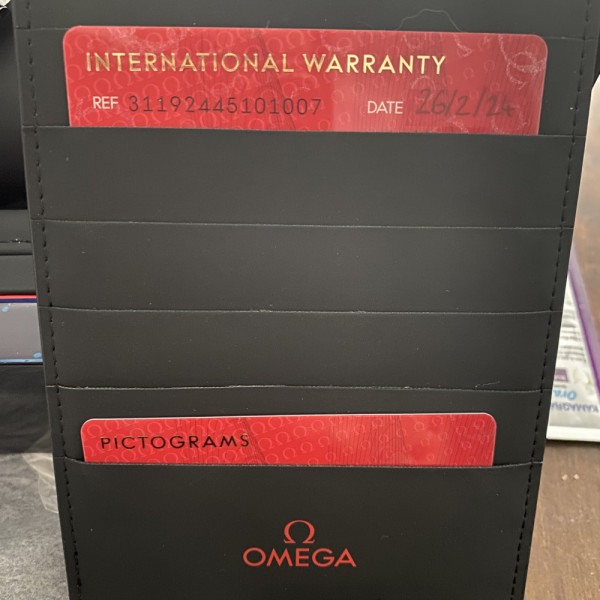 INTERNATIONAL WARRANTY
REF 31192445101007 DATE 26/2/24
PICTOGRAMS
Ω
OMEGA